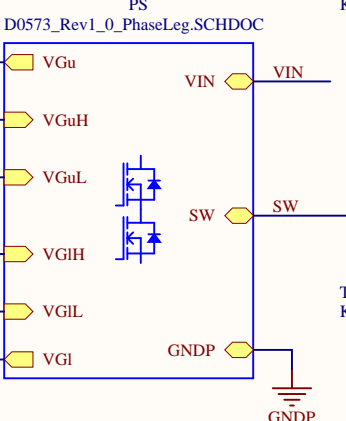 PS
D0573_Rev1_0_PhaseLeg.SCHDOC
VGu
VIN
VIN
VGuH
VGuL
SW
SW
VGlH
VGlL
GNDP
VGl
GNDP